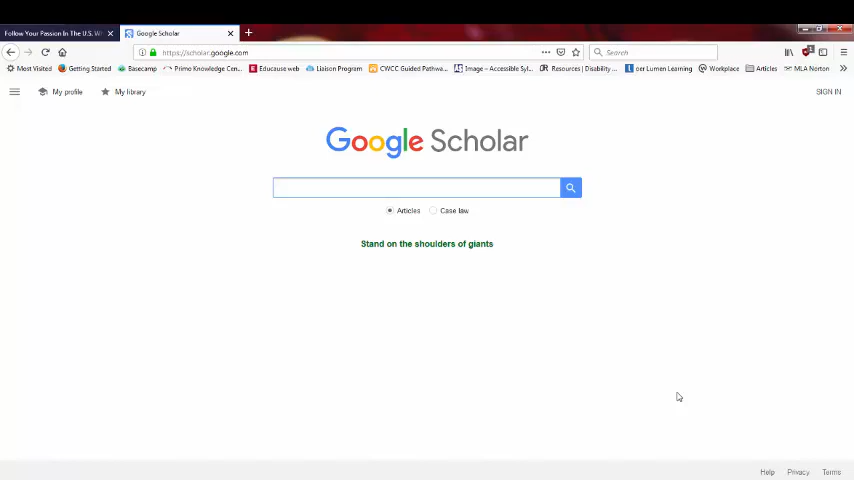 Follow Your Passion In The U.S. W
Google Scholar
https://scholar.google.com
Search
Most Visited
Getting Started
Basecamp
Primo Knowledge Cen...
Educause web
Liaison Program
CWCC Guided Pathwa...
Image – Accessible Syl...
Resources | Disability ...
oer Lumen Learning
Workplace
Articles
MLA Norton
My profile
My library
SIGN IN
Google Scholar
Articles
Case law
Stand on the shoulders of giants
Help
Privacy
Terms